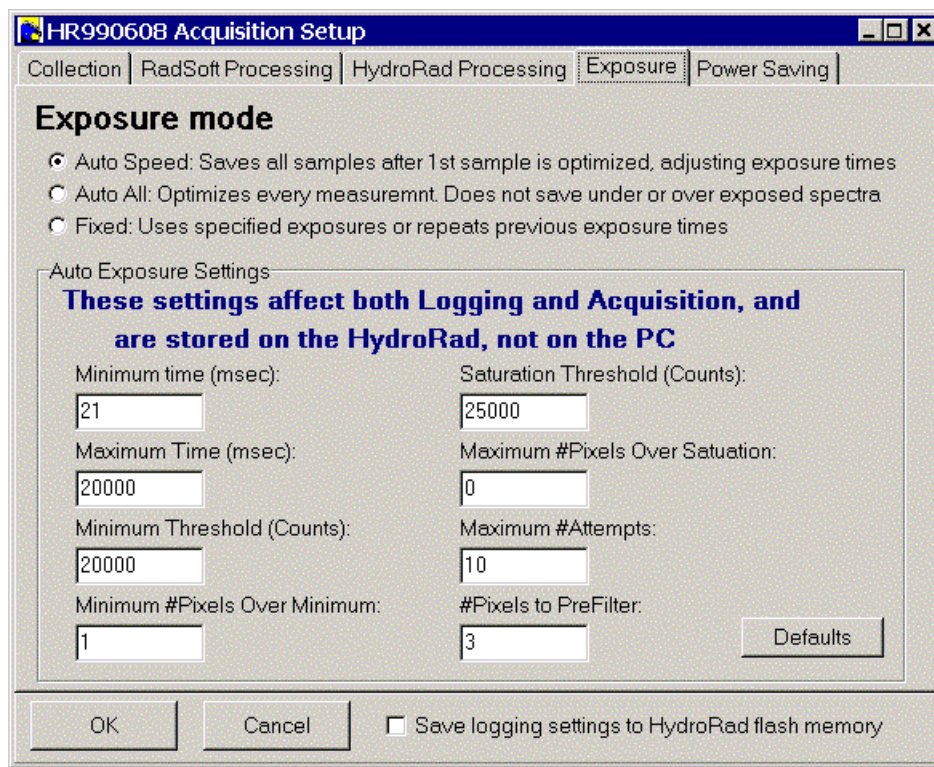 HR990608 Acquisition Setup
Collection RadSoft Processing HydroRad Processing Exposure Power Saving
Exposure mode
Auto Speed: Saves all samples after 1st sample is optimized, adjusting exposure times
Auto All: Optimizes every measuremnt. Does not save under or over exposed spectra
Fixed: Uses specified exposures or repeats previous exposure times
Auto Exposure Settings
These settings affect both Logging and Acquisition, and
are stored on the HydroRad, not on the PC
Minimum time (msec): Saturation Threshold (Counts):
21 25000
Maximum Time (msec): Maximum #Pixels Over Satuation:
20000 0
Minimum Threshold (Counts): Maximum #Attempts:
20000 10
Minimum #Pixels Over Minimum: #Pixels to PreFilter:
1 3 Defaults
OK Cancel Save logging settings to HydroRad flash memory